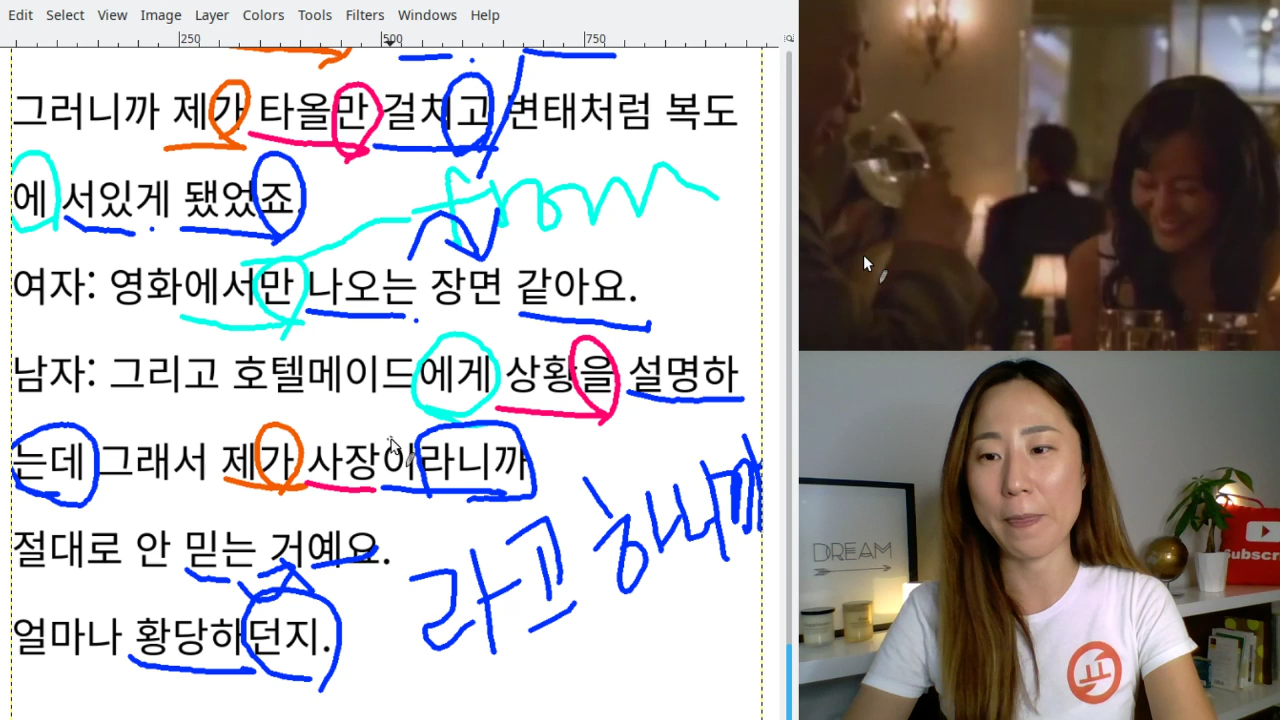 Edit Select View Image Layer Colors Tools Filters Windows Help
250 500 750
그러니까 제가 타올만 걸치고 변태처럼 복도
에 서있게 됐었죠.
from
여자: 영화에서만 나오는 장면 같아요.
남자: 그리고 호텔메이드에게 상황을 설명하
는데 그래서 제가 사장이라니까
라고 하니까
절대로 안 믿는 거예요.
얼마나 황당하던지.
DREAM
Subscr